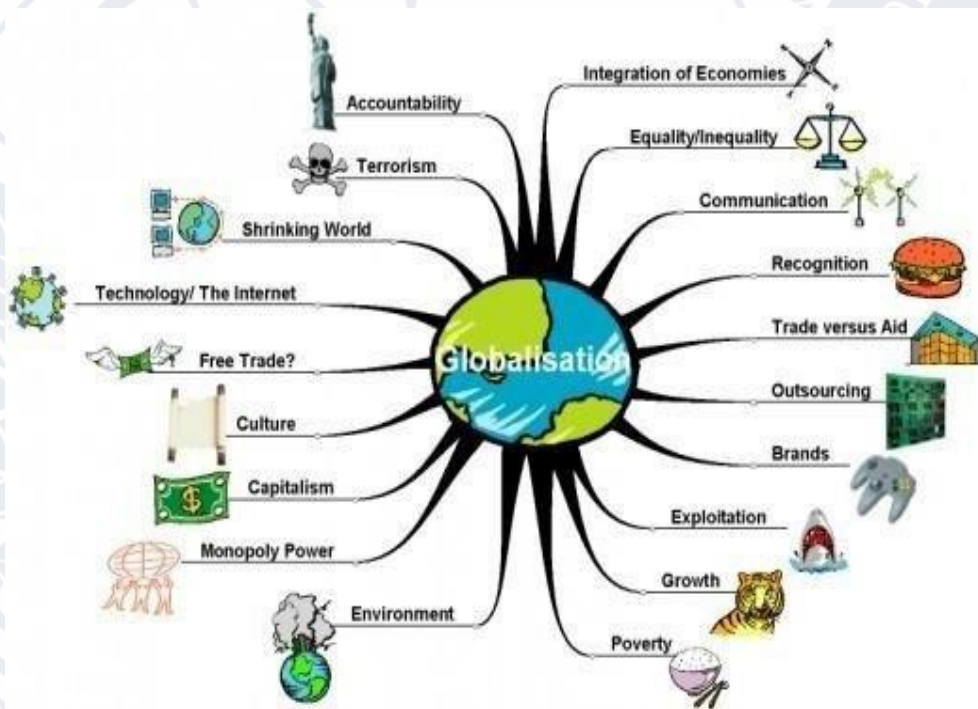 Globalisation
Accountability
Terrorism
Shrinking World
Technology/ The Internet
Free Trade?
Culture
Capitalism
Monopoly Power
Environment
Integration of Economies
Equality/Inequality
Communication
Recognition
Trade versus Aid
Outsourcing
Brands
Exploitation
Growth
Poverty